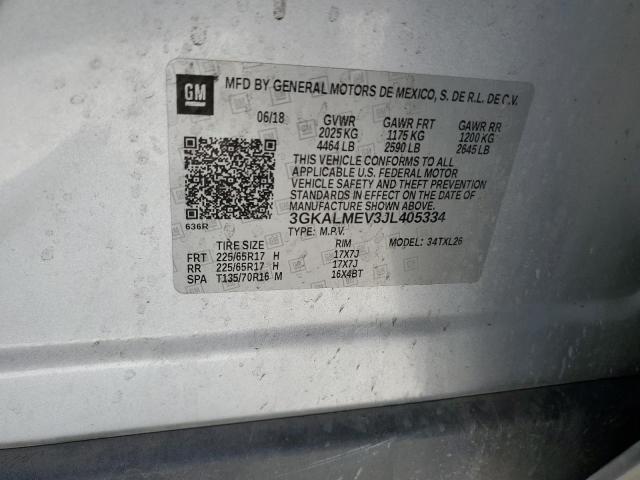 GM MFD BY GENERAL MOTORS DE MEXICO, S. DE R.L. DE C.V.
06/18 GVWR GAWR FRT GAWR RR
2025 KG 1175 KG 1200 KG
4464 LB 2590 LB 2645 LB
THIS VEHICLE CONFORMS TO ALL
APPLICABLE U.S. FEDERAL MOTOR
VEHICLE SAFETY AND THEFT PREVENTION
STANDARDS IN EFFECT ON THE DATE OF
MANUFACTURE SHOWN ABOVE.
636R 3GKALMEV3JL405334
TYPE: M.P.V. MODEL: 34TXL26
TIRE SIZE RIM
FRT 225/65R17 H 17X7J
RR 225/65R17 H 17X7J
SPA T135/70R16 M 16X4BT